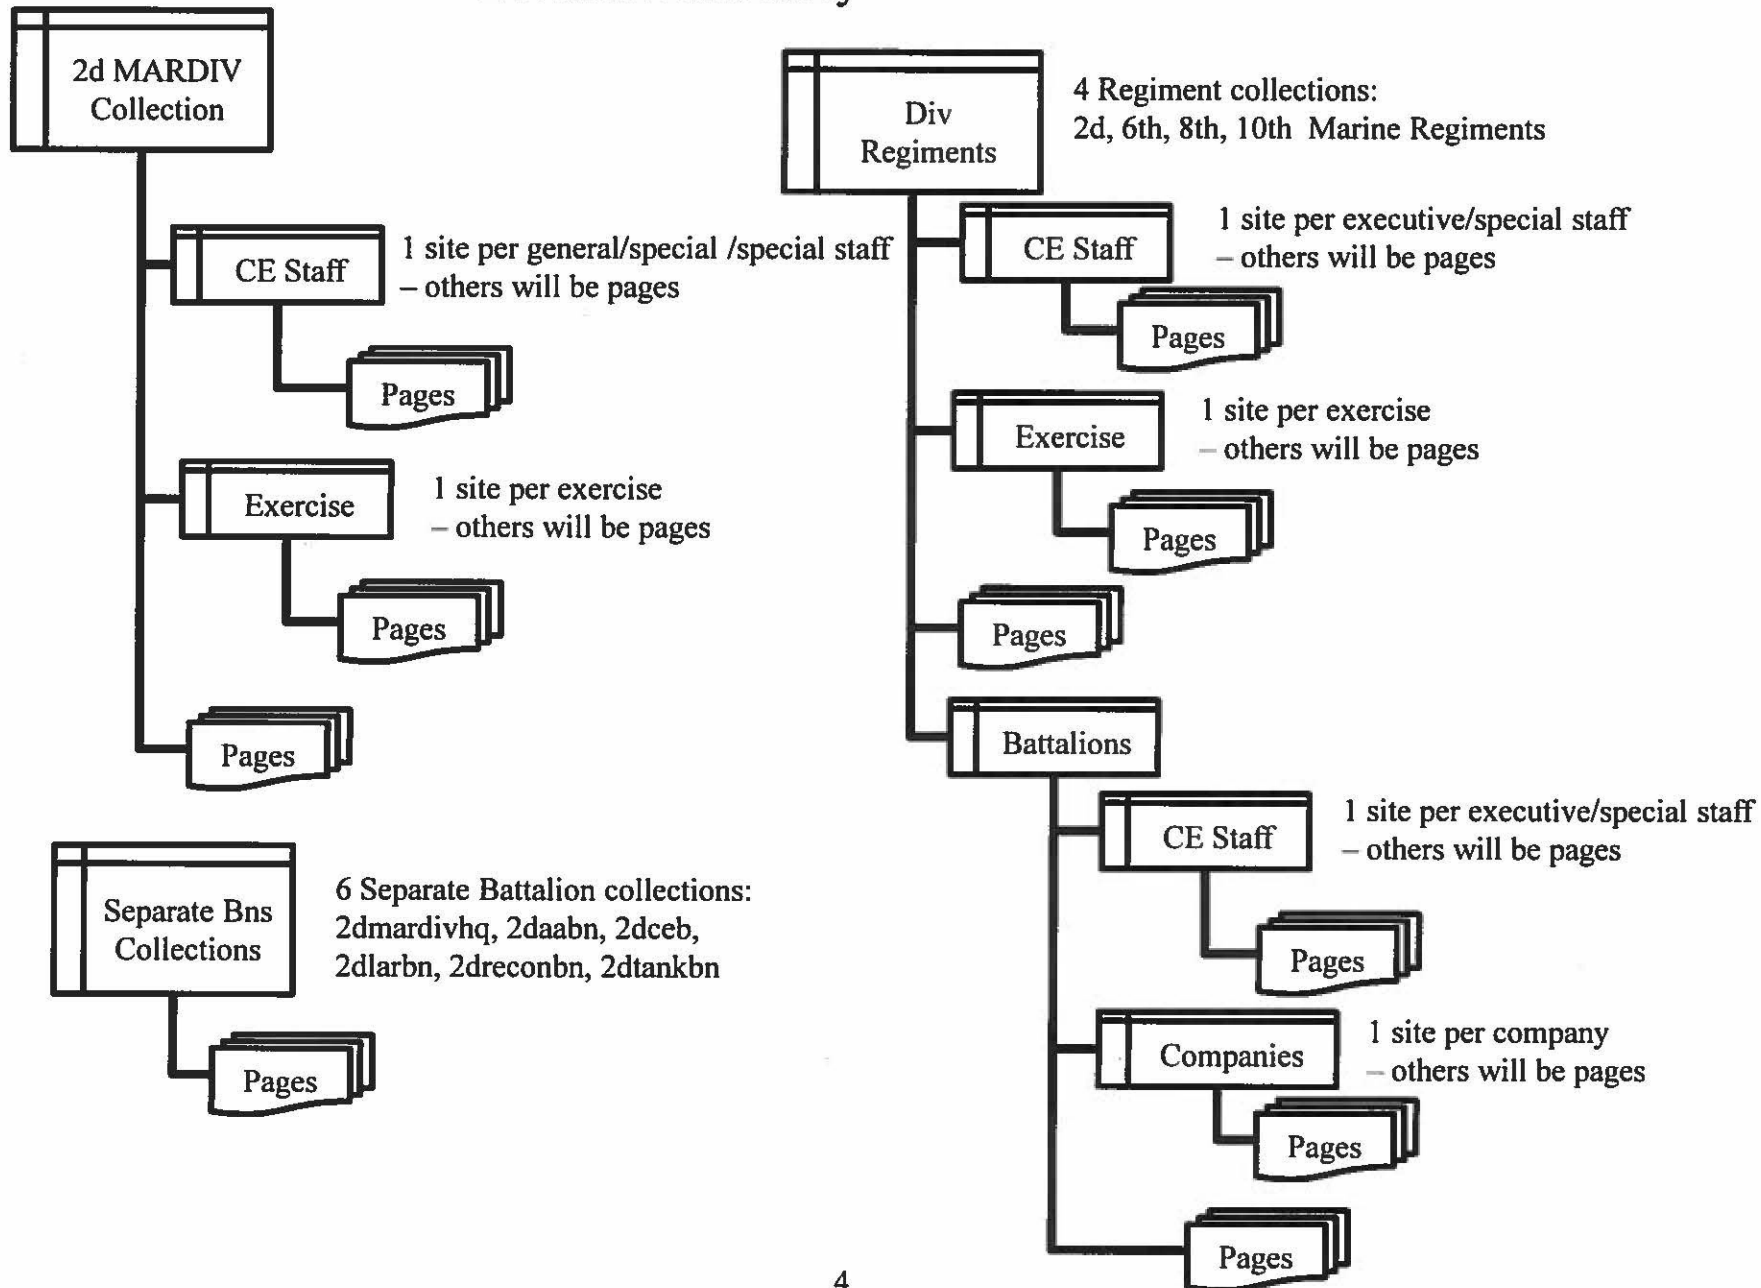 2d MARDIV
Collection
CE Staff
1 site per general/special /special staff
– others will be pages
Pages
Exercise
1 site per exercise
– others will be pages
Pages
Pages
Separate Bns
Collections
6 Separate Battalion collections:
2dmardivhq, 2daabn, 2dceb,
2dlarbn, 2dreconbn, 2dtankbn
Pages
Div
Regiments
4 Regiment collections:
2d, 6th, 8th, 10th Marine Regiments
CE Staff
1 site per executive/special staff
– others will be pages
Pages
Exercise
1 site per exercise
– others will be pages
Pages
Pages
Battalions
CE Staff
1 site per executive/special staff
– others will be pages
Pages
Companies
1 site per company
– others will be pages
Pages
Pages
4